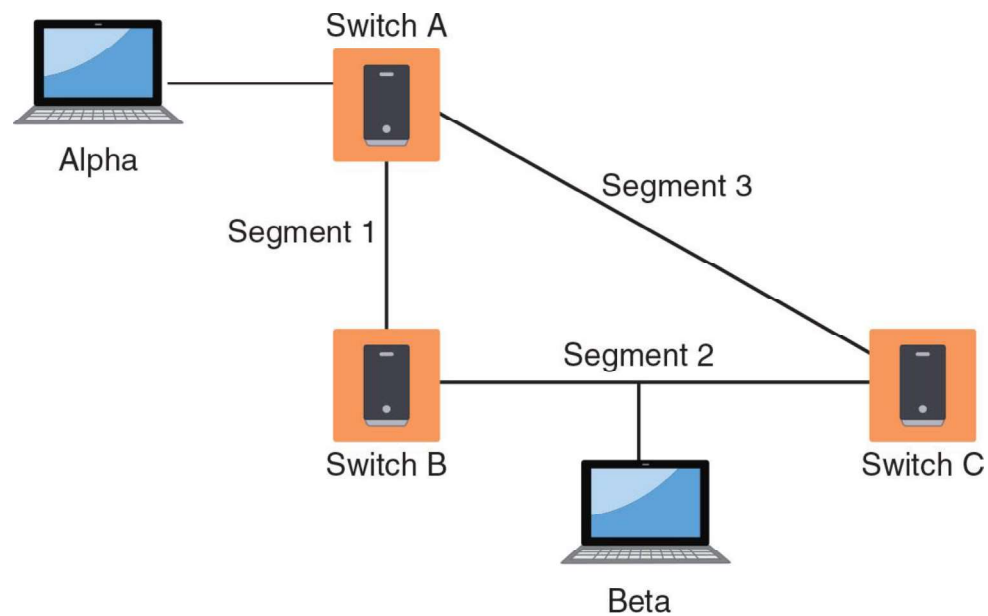 Switch A
Alpha
Segment 3
Segment 1
Segment 2
Switch B
Switch C
Beta